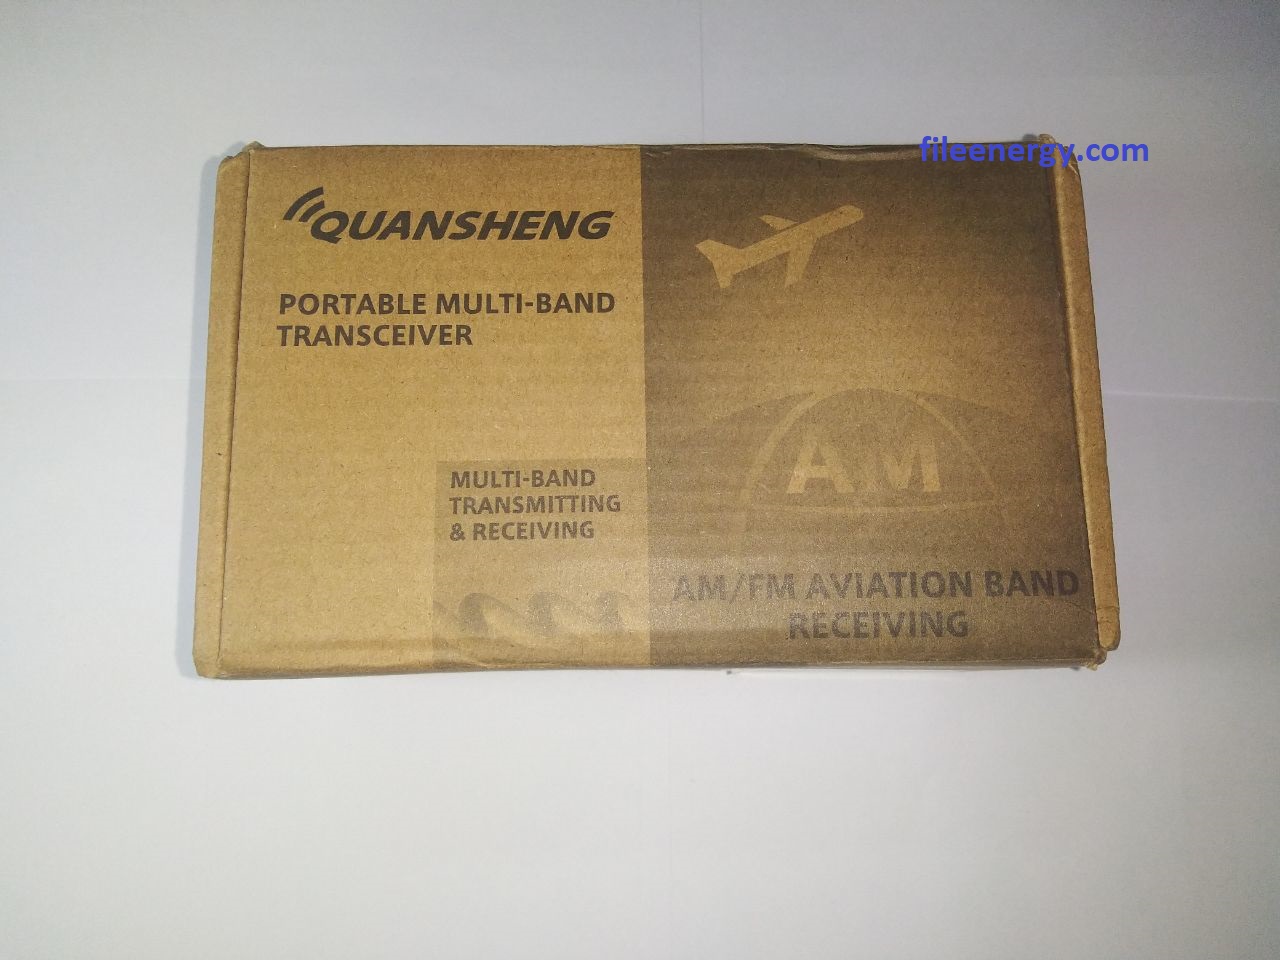 fileenergy.com
QUANSHENG
PORTABLE MULTI-BAND
TRANSCEIVER
AM
MULTI-BAND
TRANSMITTING
& RECEIVING
AM/FM AVIATION BAND
RECEIVING